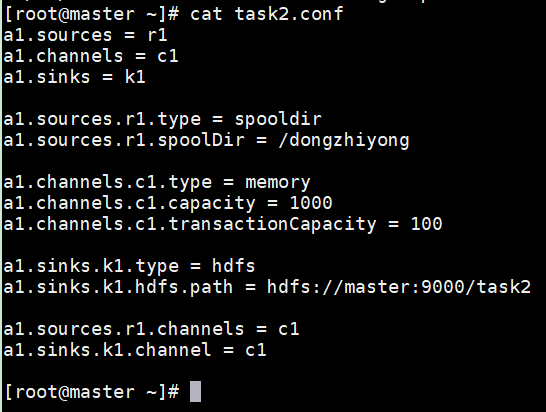 [root@master ~]# cat task2.conf
a1.sources = r1
a1.channels = c1
a1.sinks = k1
a1.sources.r1.type = spooldir
a1.sources.r1.spoolDir = /dongzhiyong
a1.channels.c1.type = memory
a1.channels.c1.capacity = 1000
a1.channels.c1.transactionCapacity = 100
a1.sinks.k1.type = hdfs
a1.sinks.k1.hdfs.path = hdfs://master:9000/task2
a1.sources.r1.channels = c1
a1.sinks.k1.channel = c1
[root@master ~]#